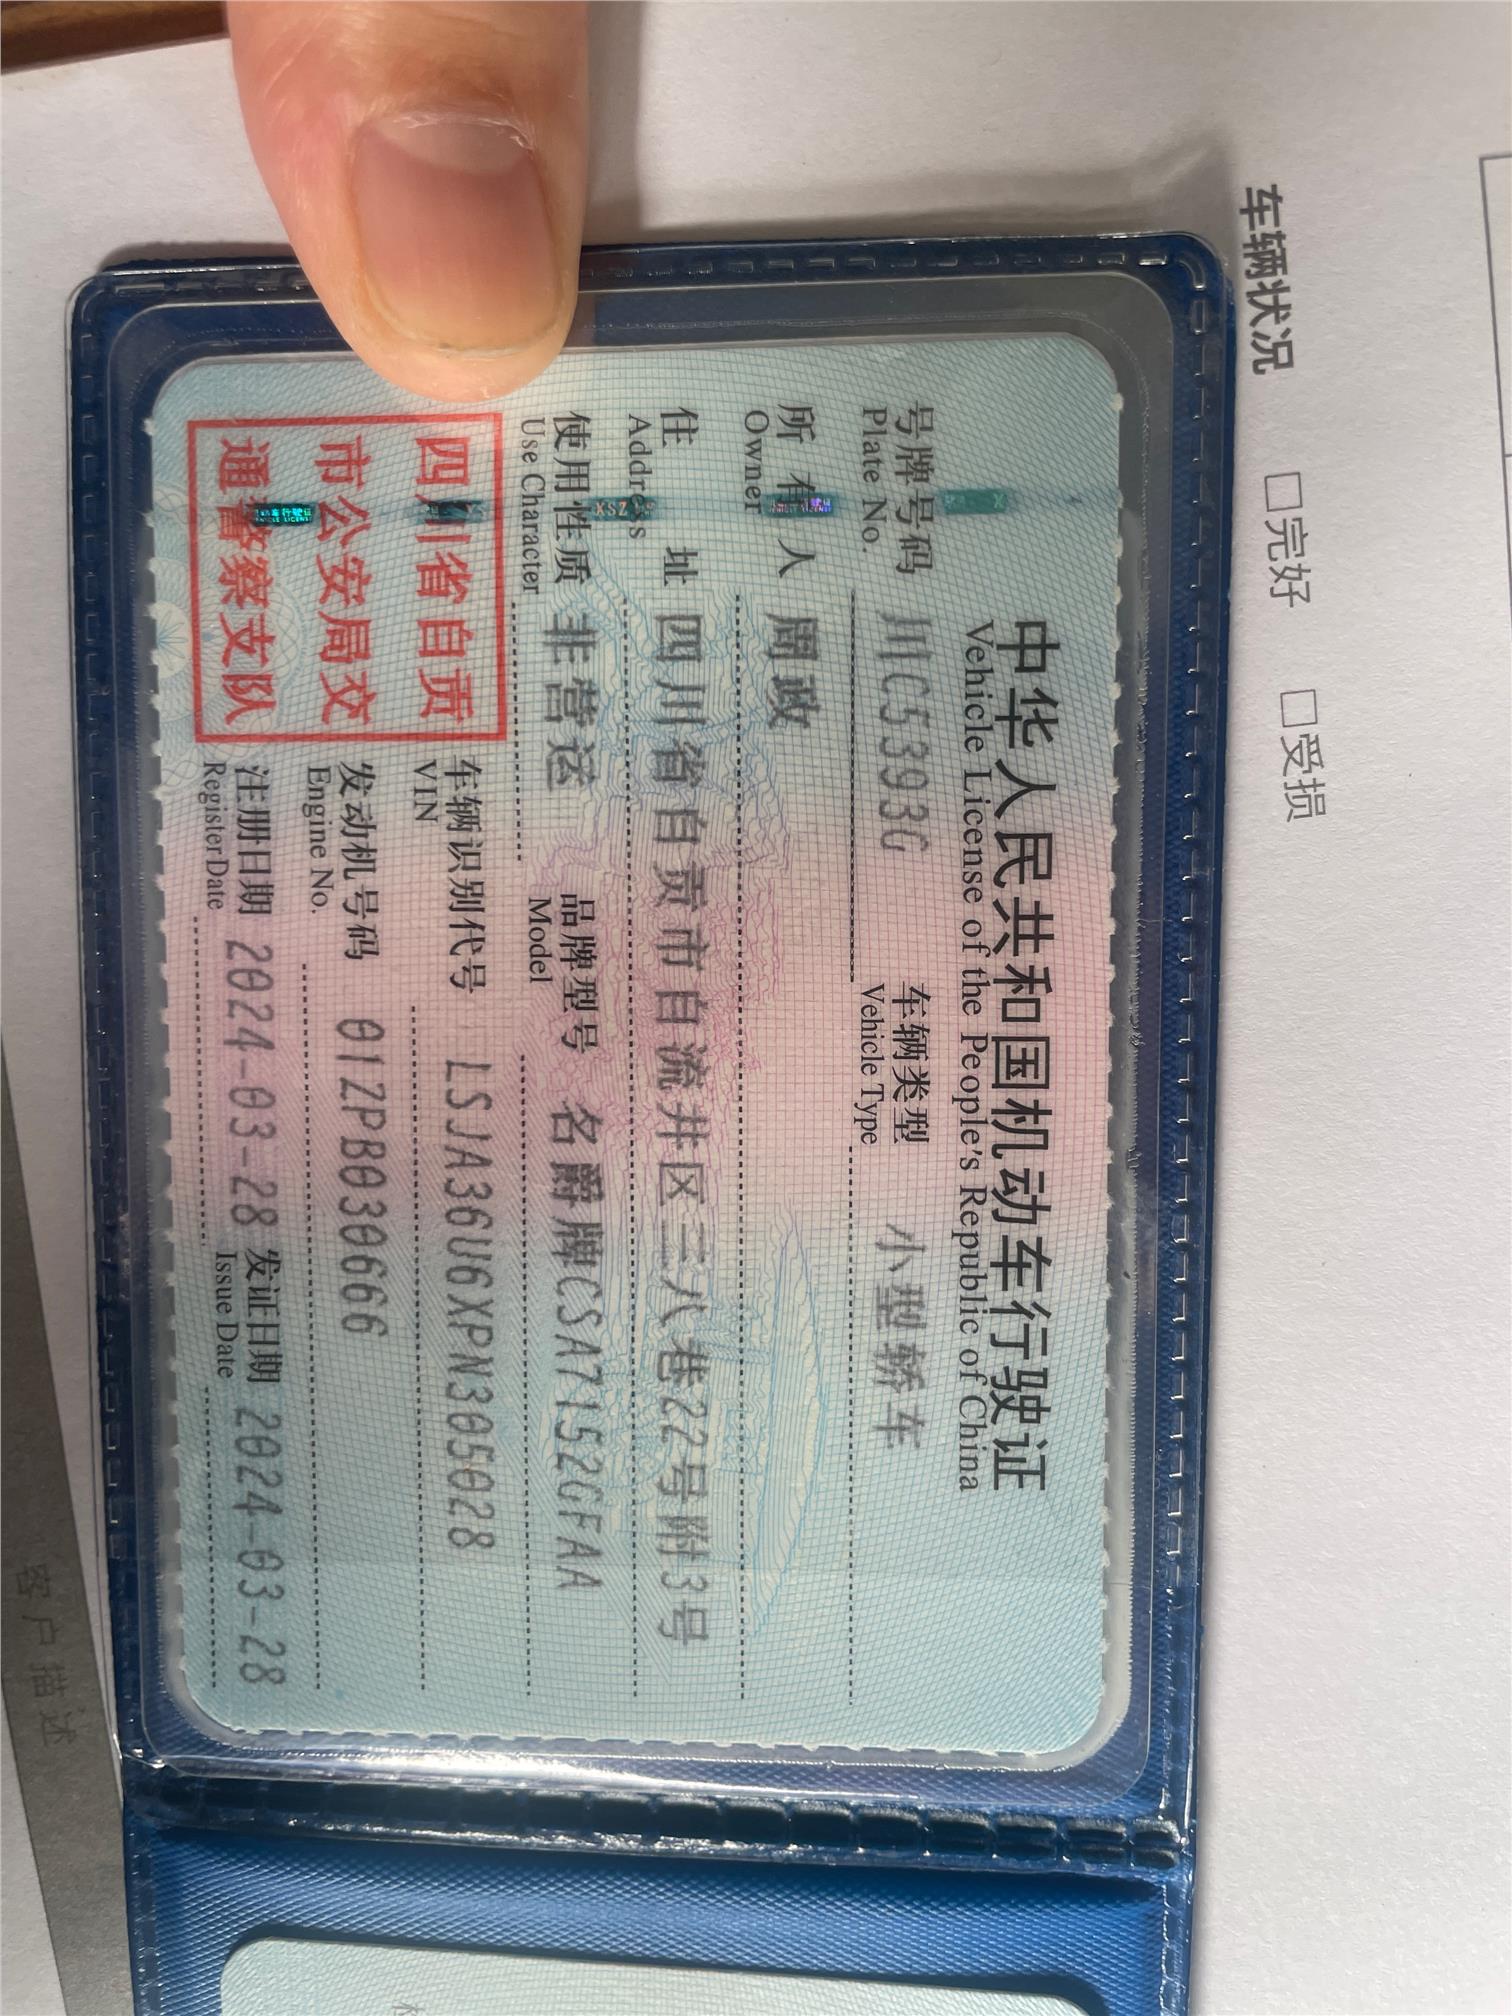 车辆状况 □完好 □受损
中华人民共和国机动车行驶证
Vehicle License of the People's Republic of China
号牌号码 川C5393G 车辆类型 小型轿车
Plate No. Vehicle Type
所有人 周政
Owner
住址 四川省自贡市自流井区三八巷22号附3号
Address
使用性质 非营运 品牌型号 名爵牌CSA7152GFAA
Use Character Model
四川省自贡
市公安局交
通警察支队
车辆识别代号 LSJA36U6XPN305028
VIN
发动机号码 01ZPB030666
Engine No.
注册日期 2024-03-28 发证日期 2024-03-28
Register Date Issue Date
客户描述